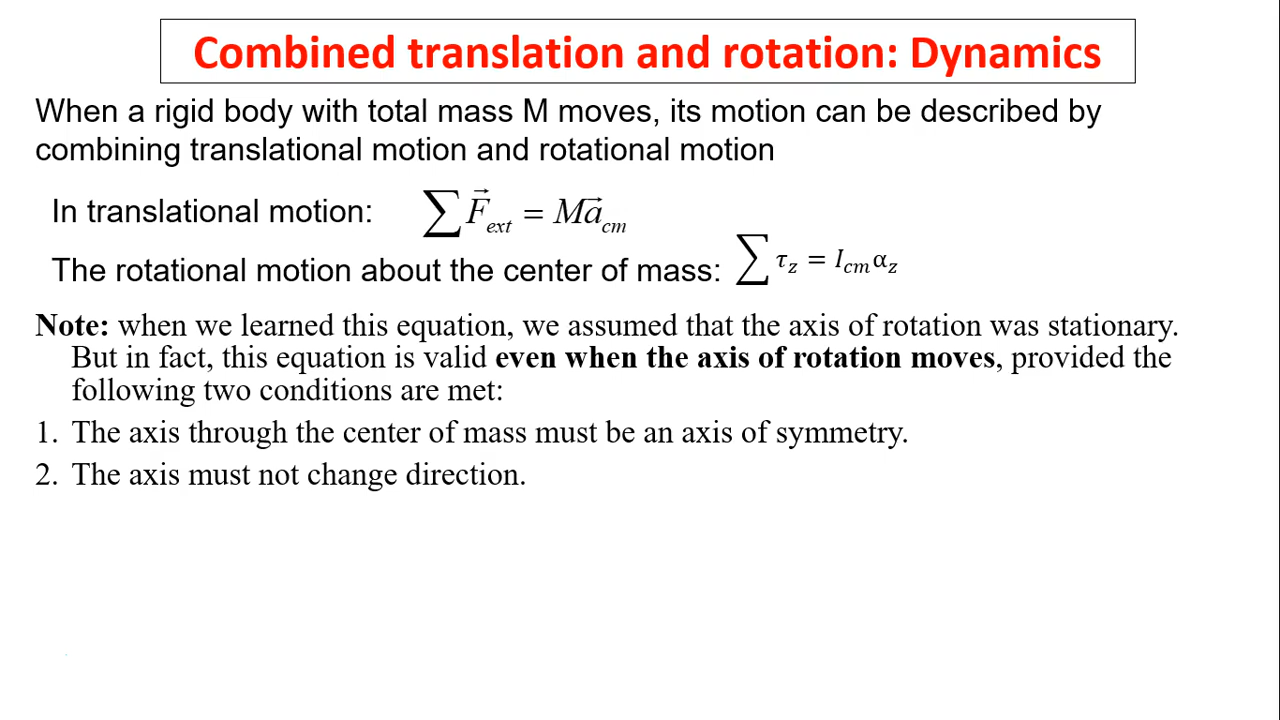 Combined translation and rotation: Dynamics
When a rigid body with total mass M moves, its motion can be described by
combining translational motion and rotational motion
In translational motion: ∑ F⃗ₑₓₜ = Ma⃗_cm
The rotational motion about the center of mass: ∑ τ_z = I_cm α_z
Note: when we learned this equation, we assumed that the axis of rotation was stationary.
But in fact, this equation is valid even when the axis of rotation moves, provided the
following two conditions are met:
1. The axis through the center of mass must be an axis of symmetry.
2. The axis must not change direction.